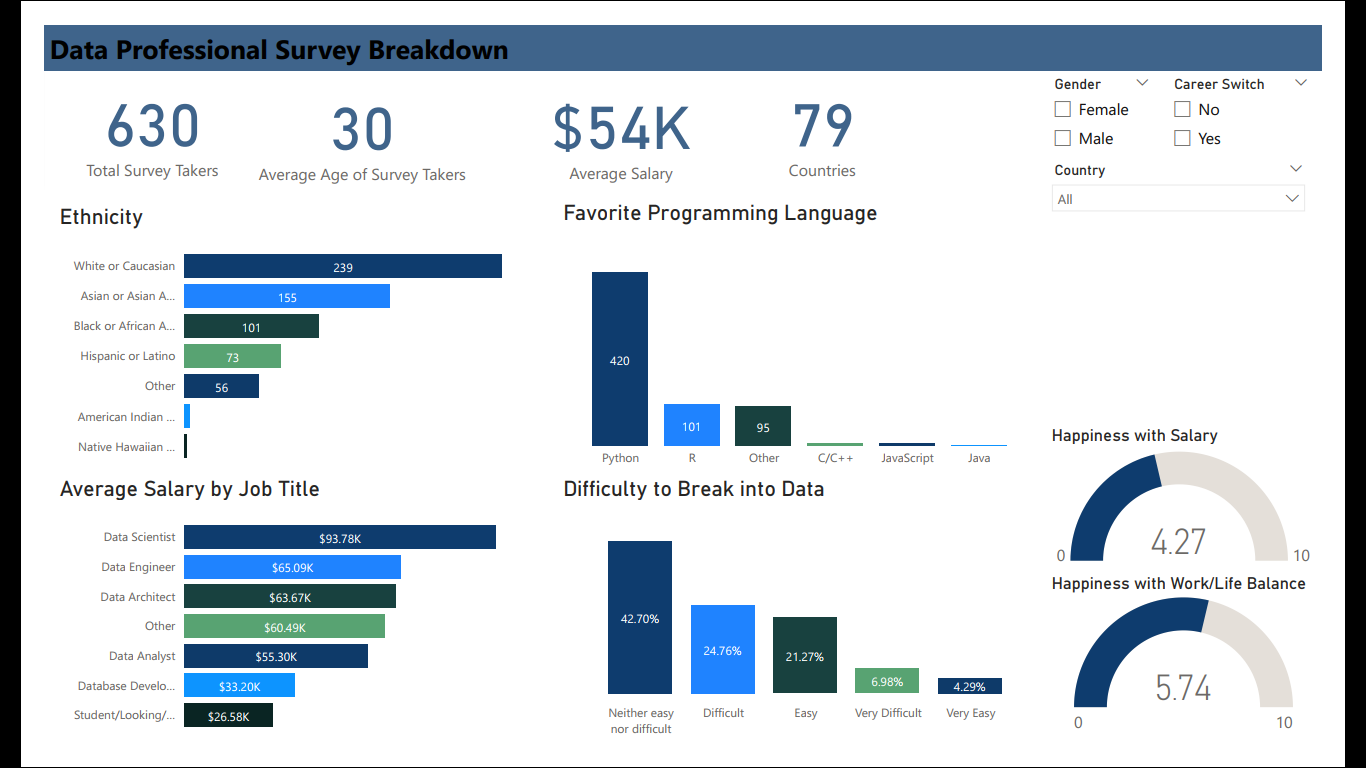 Data Professional Survey Breakdown
630
Total Survey Takers
30
Average Age of Survey Takers
$54K
Average Salary
79
Countries
Gender
Female
Male
Career Switch
No
Yes
Country
All
Ethnicity
White or Caucasian
239
Asian or Asian A...
155
Black or African A...
101
Hispanic or Latino
73
Other
56
American Indian ...
Native Hawaiian ...
Favorite Programming Language
420
101
95
Python
R
Other
C/C++
JavaScript
Java
Average Salary by Job Title
Data Scientist
$93.78K
Data Engineer
$65.09K
Data Architect
$63.67K
Other
$60.49K
Data Analyst
$55.30K
Database Develo...
$33.20K
Student/Looking/...
$26.58K
Difficulty to Break into Data
42.70%
24.76%
21.27%
6.98%
4.29%
Neither easy
nor difficult
Difficult
Easy
Very Difficult
Very Easy
Happiness with Salary
4.27
0
10
Happiness with Work/Life Balance
5.74
0
10